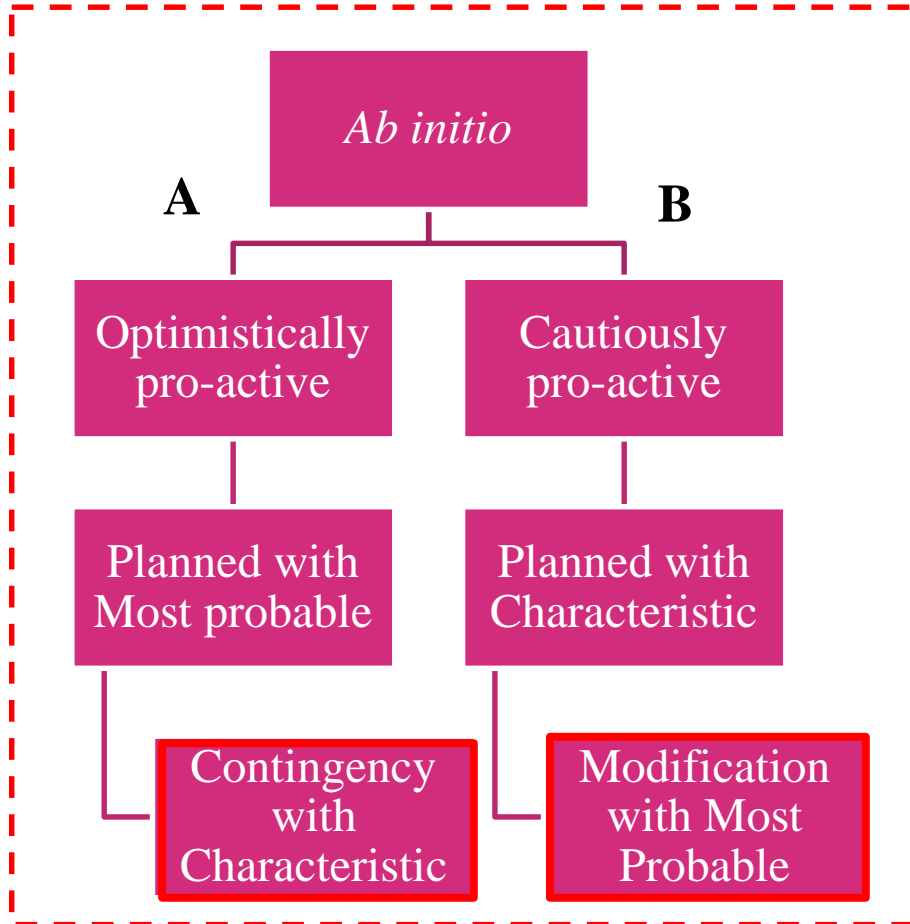 Ab initio
A
B
Optimistically
pro-active
Cautiously
pro-active
Planned with
Most probable
Planned with
Characteristic
Contingency
with
Characteristic
Modification
with Most
Probable